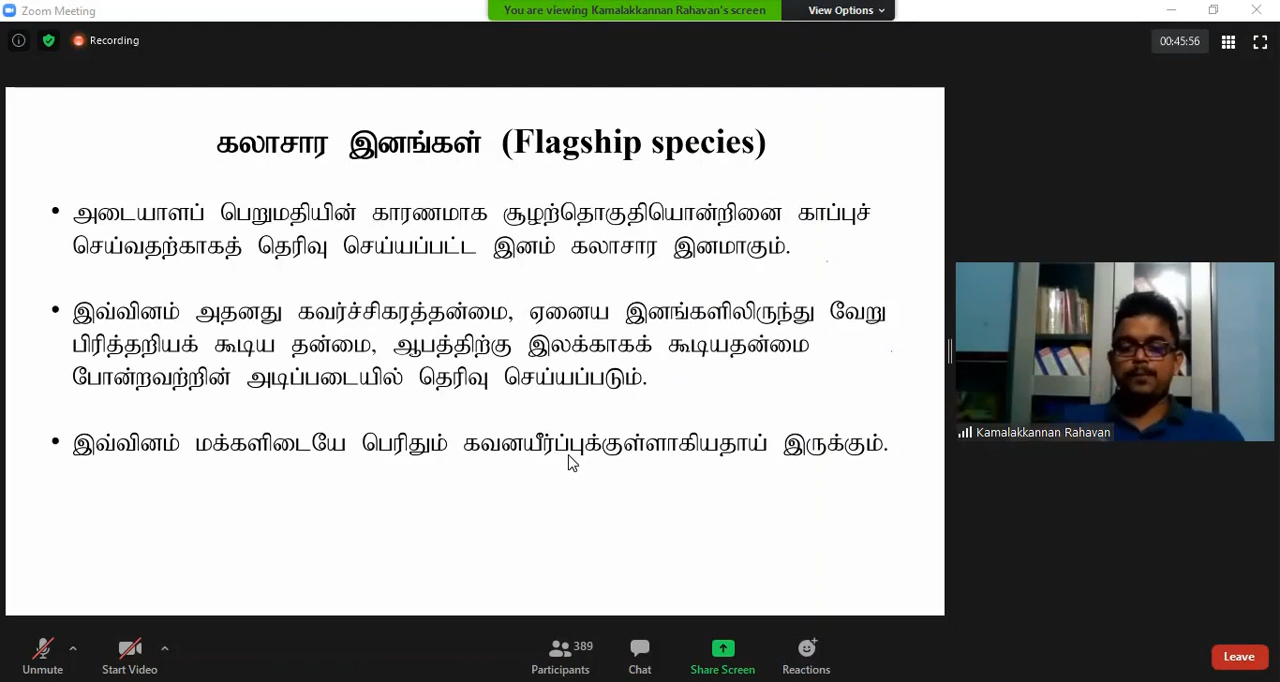 Zoom Meeting
You are viewing Kamalakkannan Rahavan's screen
View Options
Recording
00:45:56
கலாசார இனங்கள் (Flagship species)
• அடையாளப் பெறுமதியின் காரணமாக சூழற்தொகுதியொன்றினை காப்புச்
செய்வதற்காகத் தெரிவு செய்யப்பட்ட இனம் கலாசார இனமாகும்.
• இவ்வினம் அதனது கவர்ச்சிகரத்தன்மை, ஏனைய இனங்களிலிருந்து வேறு
பிரித்தறியக் கூடிய தன்மை, ஆபத்திற்கு இலக்காகக் கூடியதன்மை
போன்றவற்றின் அடிப்படையில் தெரிவு செய்யப்படும்.
• இவ்வினம் மக்களிடையே பெரிதும் கவனயீர்ப்புக்குள்ளாகியதாய் இருக்கும்.
Kamalakkannan Rahavan
Unmute
Start Video
389
Participants
Chat
Share Screen
Reactions
Leave